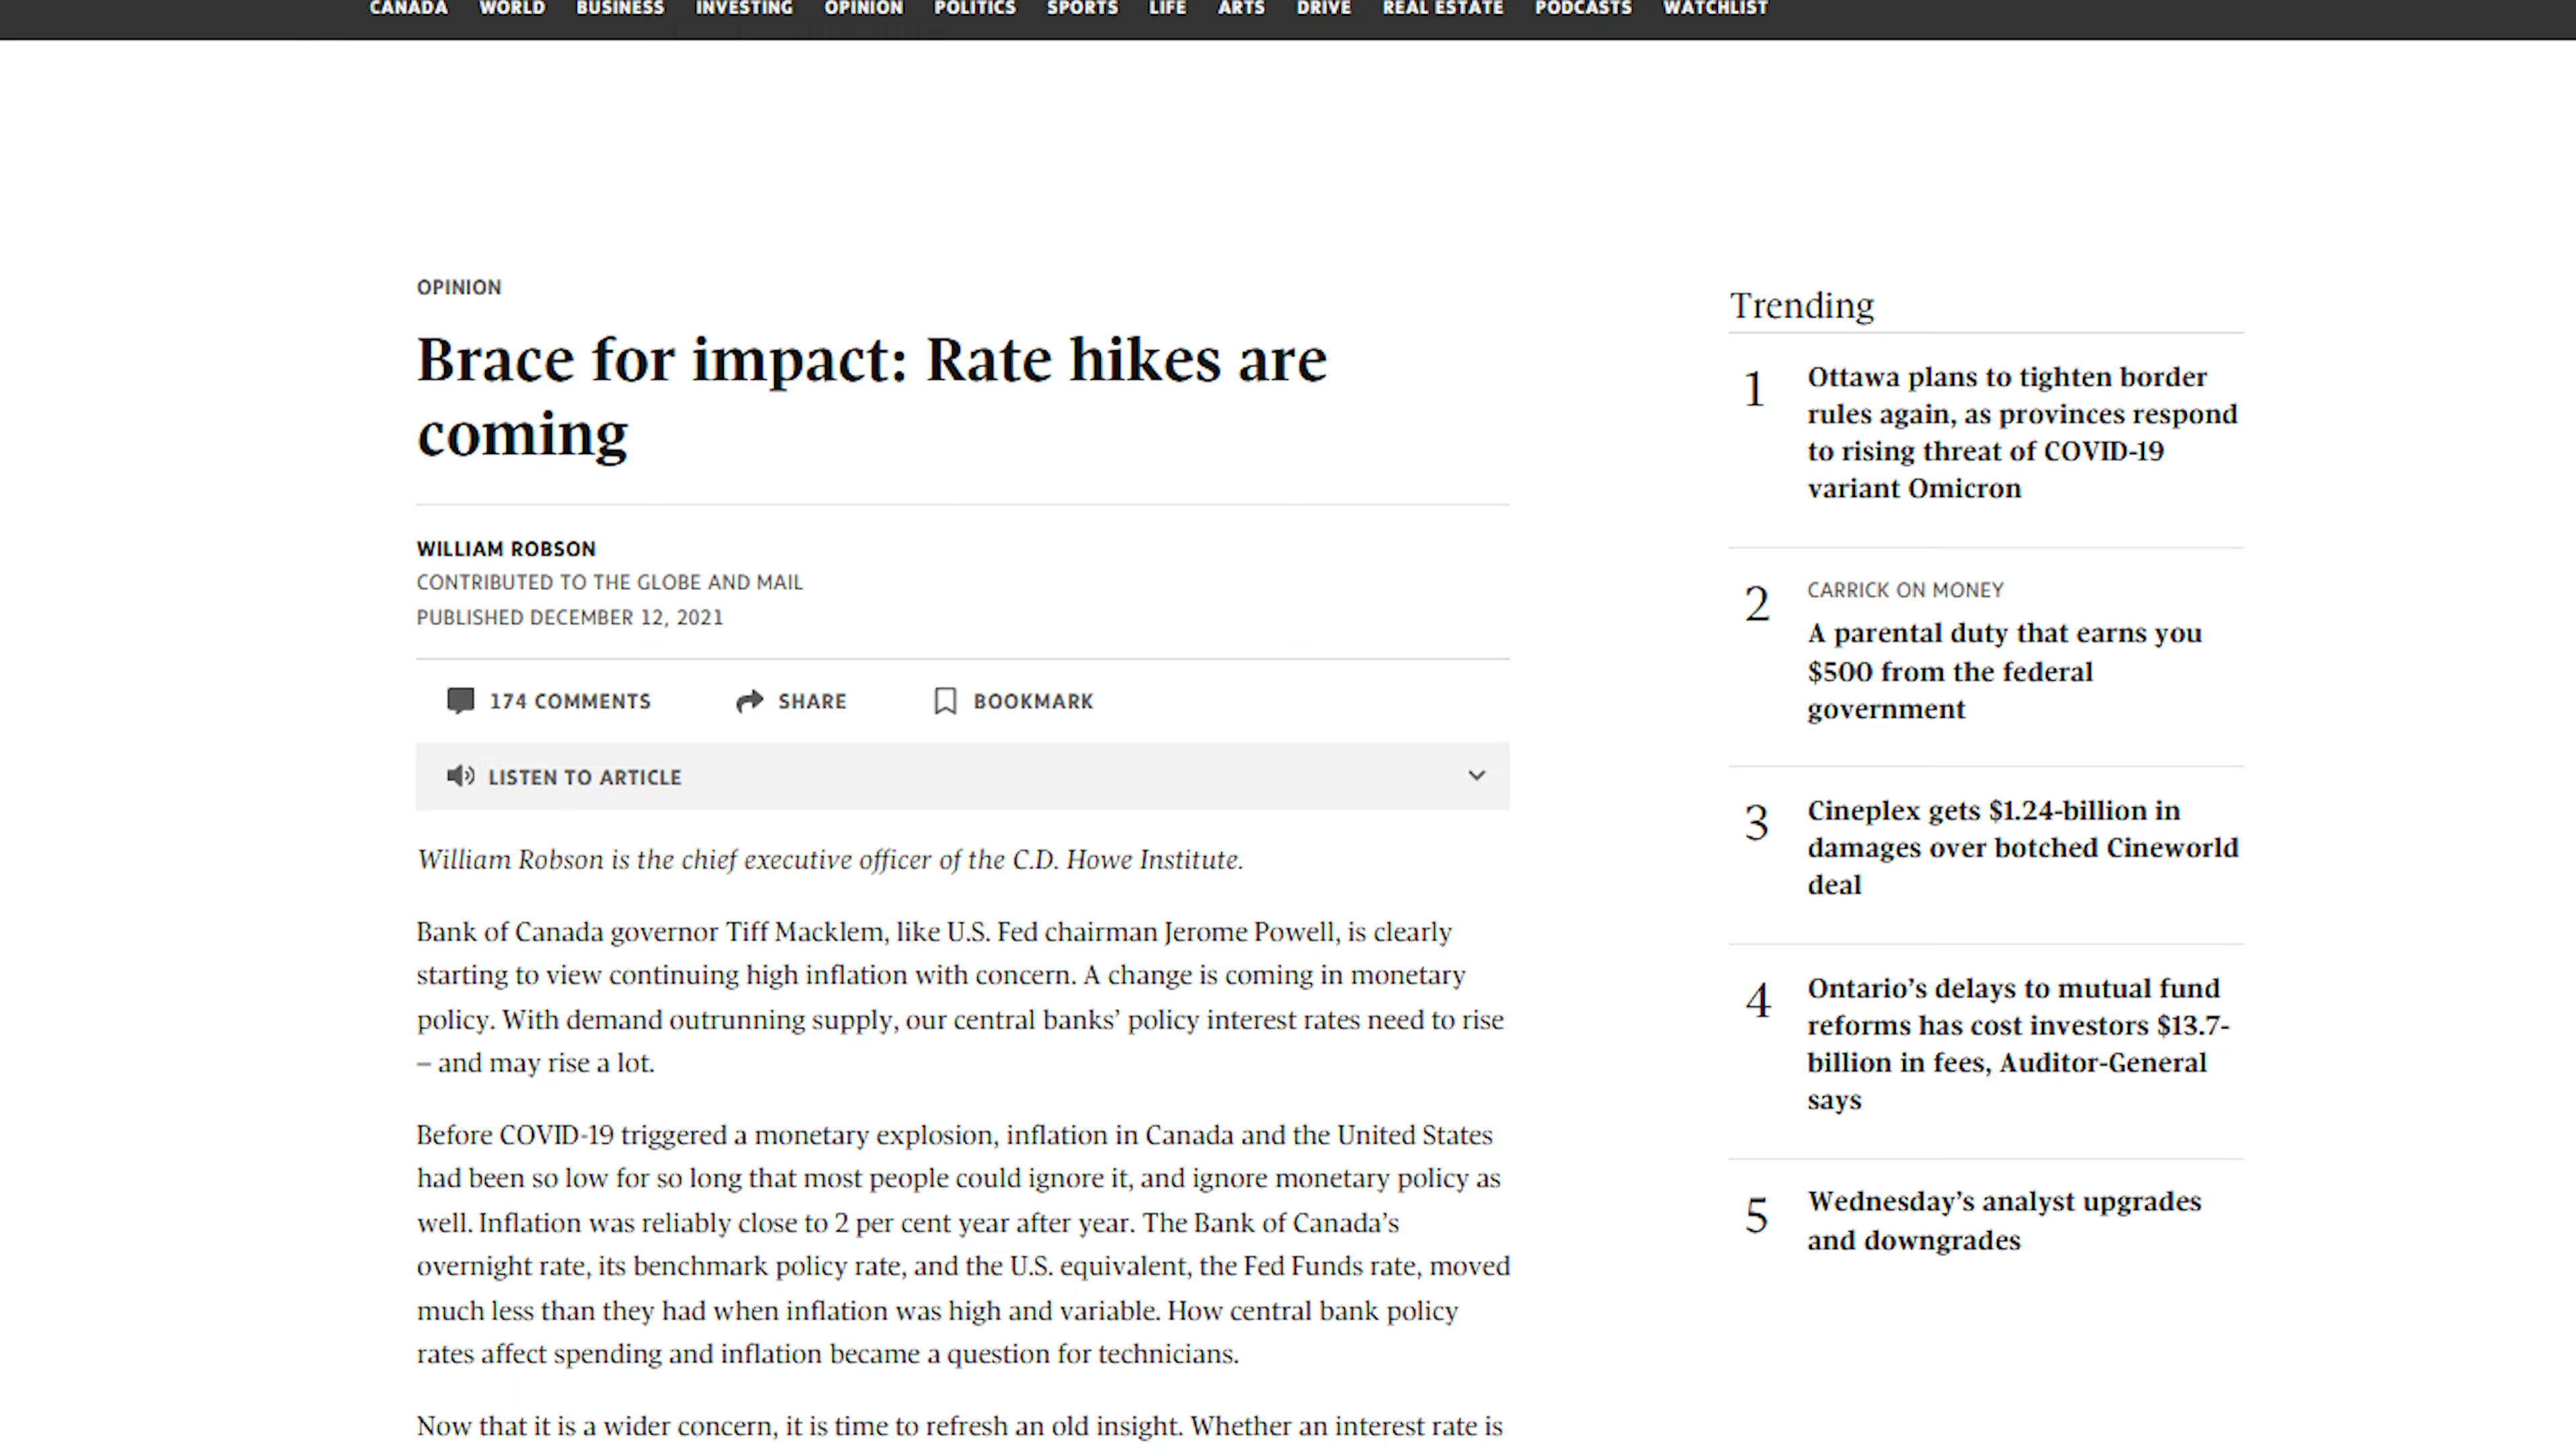 CANADA WORLD BUSINESS INVESTING OPINION POLITICS SPORTS LIFE ARTS DRIVE REAL ESTATE PODCASTS WATCHLIST
OPINION
Brace for impact: Rate hikes are
coming
WILLIAM ROBSON
CONTRIBUTED TO THE GLOBE AND MAIL
PUBLISHED DECEMBER 12, 2021
174 COMMENTS SHARE BOOKMARK
LISTEN TO ARTICLE
William Robson is the chief executive officer of the C.D. Howe Institute.
Bank of Canada governor Tiff Macklem, like U.S. Fed chairman Jerome Powell, is clearly
starting to view continuing high inflation with concern. A change is coming in monetary
policy. With demand outrunning supply, our central banks’ policy interest rates need to rise
– and may rise a lot.
Before COVID-19 triggered a monetary explosion, inflation in Canada and the United States
had been so low for so long that most people could ignore it, and ignore monetary policy as
well. Inflation was reliably close to 2 per cent year after year. The Bank of Canada’s
overnight rate, its benchmark policy rate, and the U.S. equivalent, the Fed Funds rate, moved
much less than they had when inflation was high and variable. How central bank policy
rates affect spending and inflation became a question for technicians.
Now that it is a wider concern, it is time to refresh an old insight. Whether an interest rate is
Trending
1 Ottawa plans to tighten border
rules again, as provinces respond
to rising threat of COVID-19
variant Omicron
2 CARRICK ON MONEY
A parental duty that earns you
$500 from the federal
government
3 Cineplex gets $1.24-billion in
damages over botched Cineworld
deal
4 Ontario’s delays to mutual fund
reforms has cost investors $13.7-
billion in fees, Auditor-General
says
5 Wednesday’s analyst upgrades
and downgrades